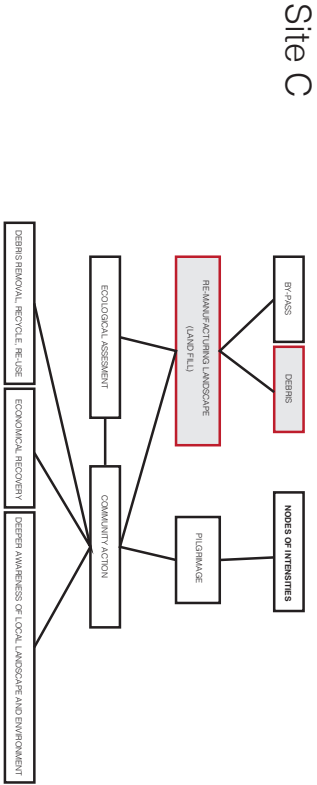 Site C
BY-PASS
DEBRIS
NODES OF INTENSITIES
RE-MANUFACTURING LANDSCAPE
(LAND FILL)
PILGRIMAGE
ECOLOGICAL ASSESMENT
COMMUNITY ACTION
DEBRIS REMOVAL, RECYCLE, RE-USE
ECONOMICAL RECOVERY
DEEPER AWARENESS OF LOCAL LANDSCAPE AND ENVIRONMENT